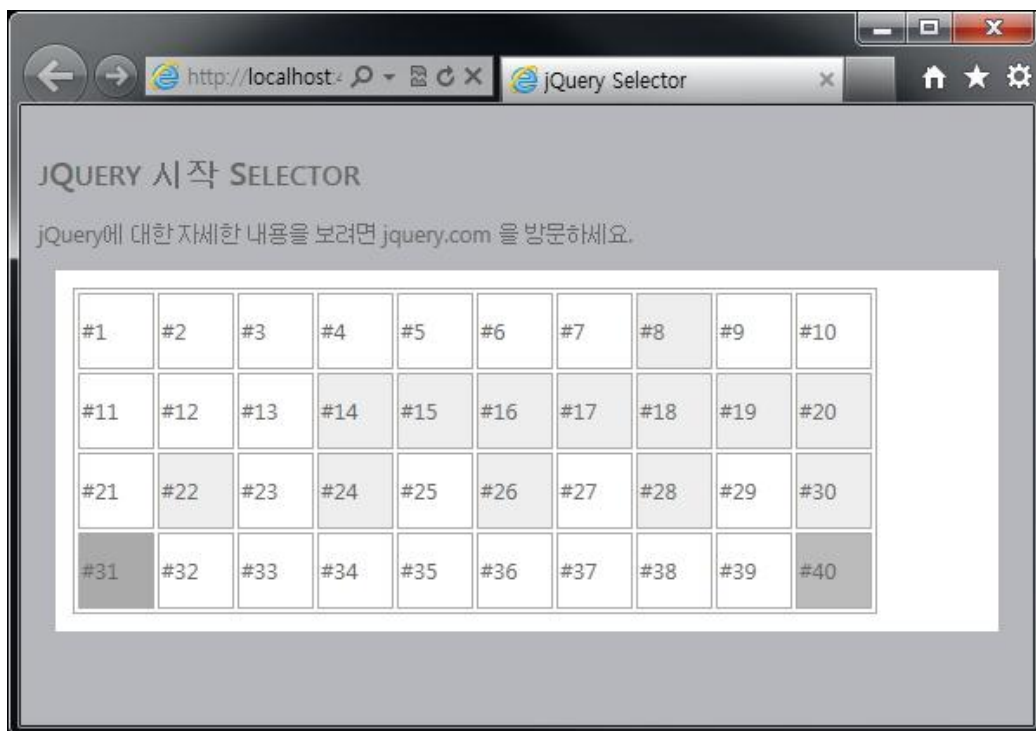 http://localhost:4
jQuery Selector
JQUERY 시작 SELECTOR
jQuery에 대한 자세한 내용을 보려면 jquery.com 을 방문하세요.
#1 #2 #3 #4 #5 #6 #7 #8 #9 #10
#11 #12 #13 #14 #15 #16 #17 #18 #19 #20
#21 #22 #23 #24 #25 #26 #27 #28 #29 #30
#31 #32 #33 #34 #35 #36 #37 #38 #39 #40